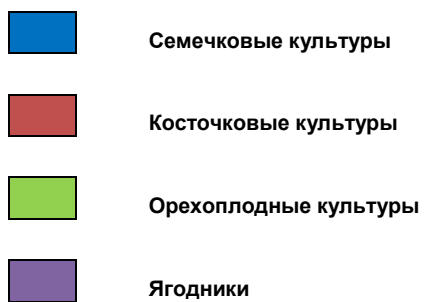 Семечковые культуры
Косточковые культуры
Орехоплодные культуры
Ягодники